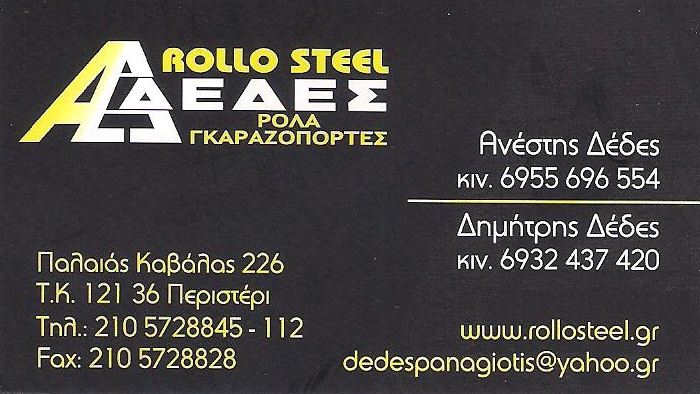 ROLLO STEEL
ΔΕΔΕΣ
ΡΟΛΑ
ΓΚΑΡΑΖΟΠΟΡΤΕΣ
Ανέστης Δέδες
κιν. 6955 696 554
Δημήτρης Δέδες
κιν. 6932 437 420
Παλαιάς Καβάλας 226
Τ.Κ. 121 36 Περιστέρι
Τηλ.: 210 5728845 - 112
Fax: 210 5728828
www.rollosteel.gr
dedespanagiotis@yahoo.gr